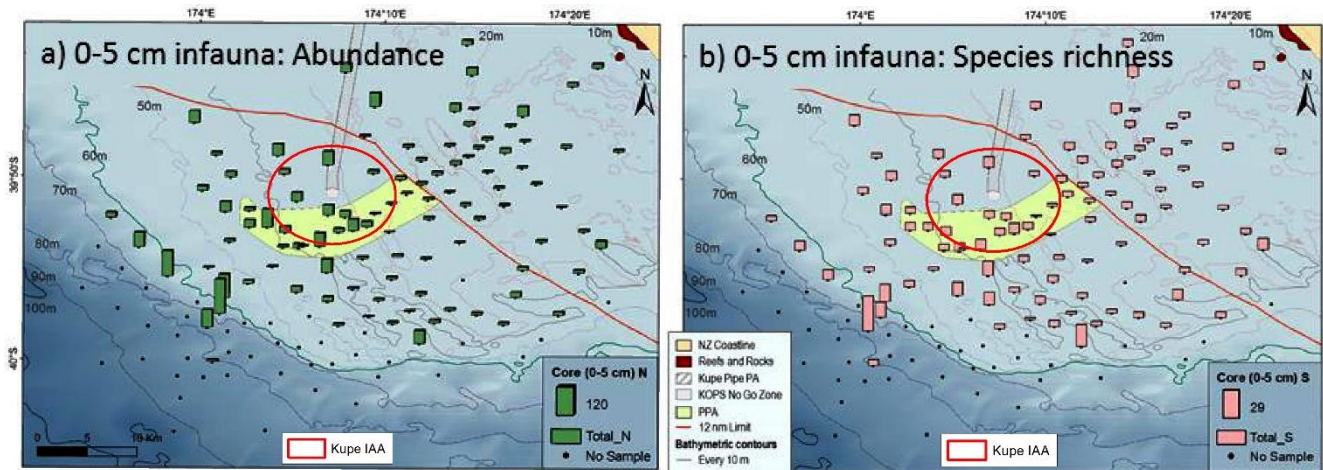 174°E 174°10'E 174°20'E
a) 0-5 cm infauna: Abundance
20m
10m
N
50m
60m
70m
80m
90m
100m
39°50'S
40°S
0 5 10 Km
Kupe IAA
Core (0-5 cm) N
120
Total_N
No Sample
174°E 174°10'E 174°20'E
b) 0-5 cm infauna: Species richness
20m
10m
N
50m
60m
70m
80m
90m
100m
NZ Coastline
Reefs and Rocks
Kupe Pipe PA
KOPS No Go Zone
PPA
12 nm Limit
Bathymetric contours
Every 10 m
Kupe IAA
Core (0-5 cm) S
29
Total_S
No Sample
39°50'S
40°S